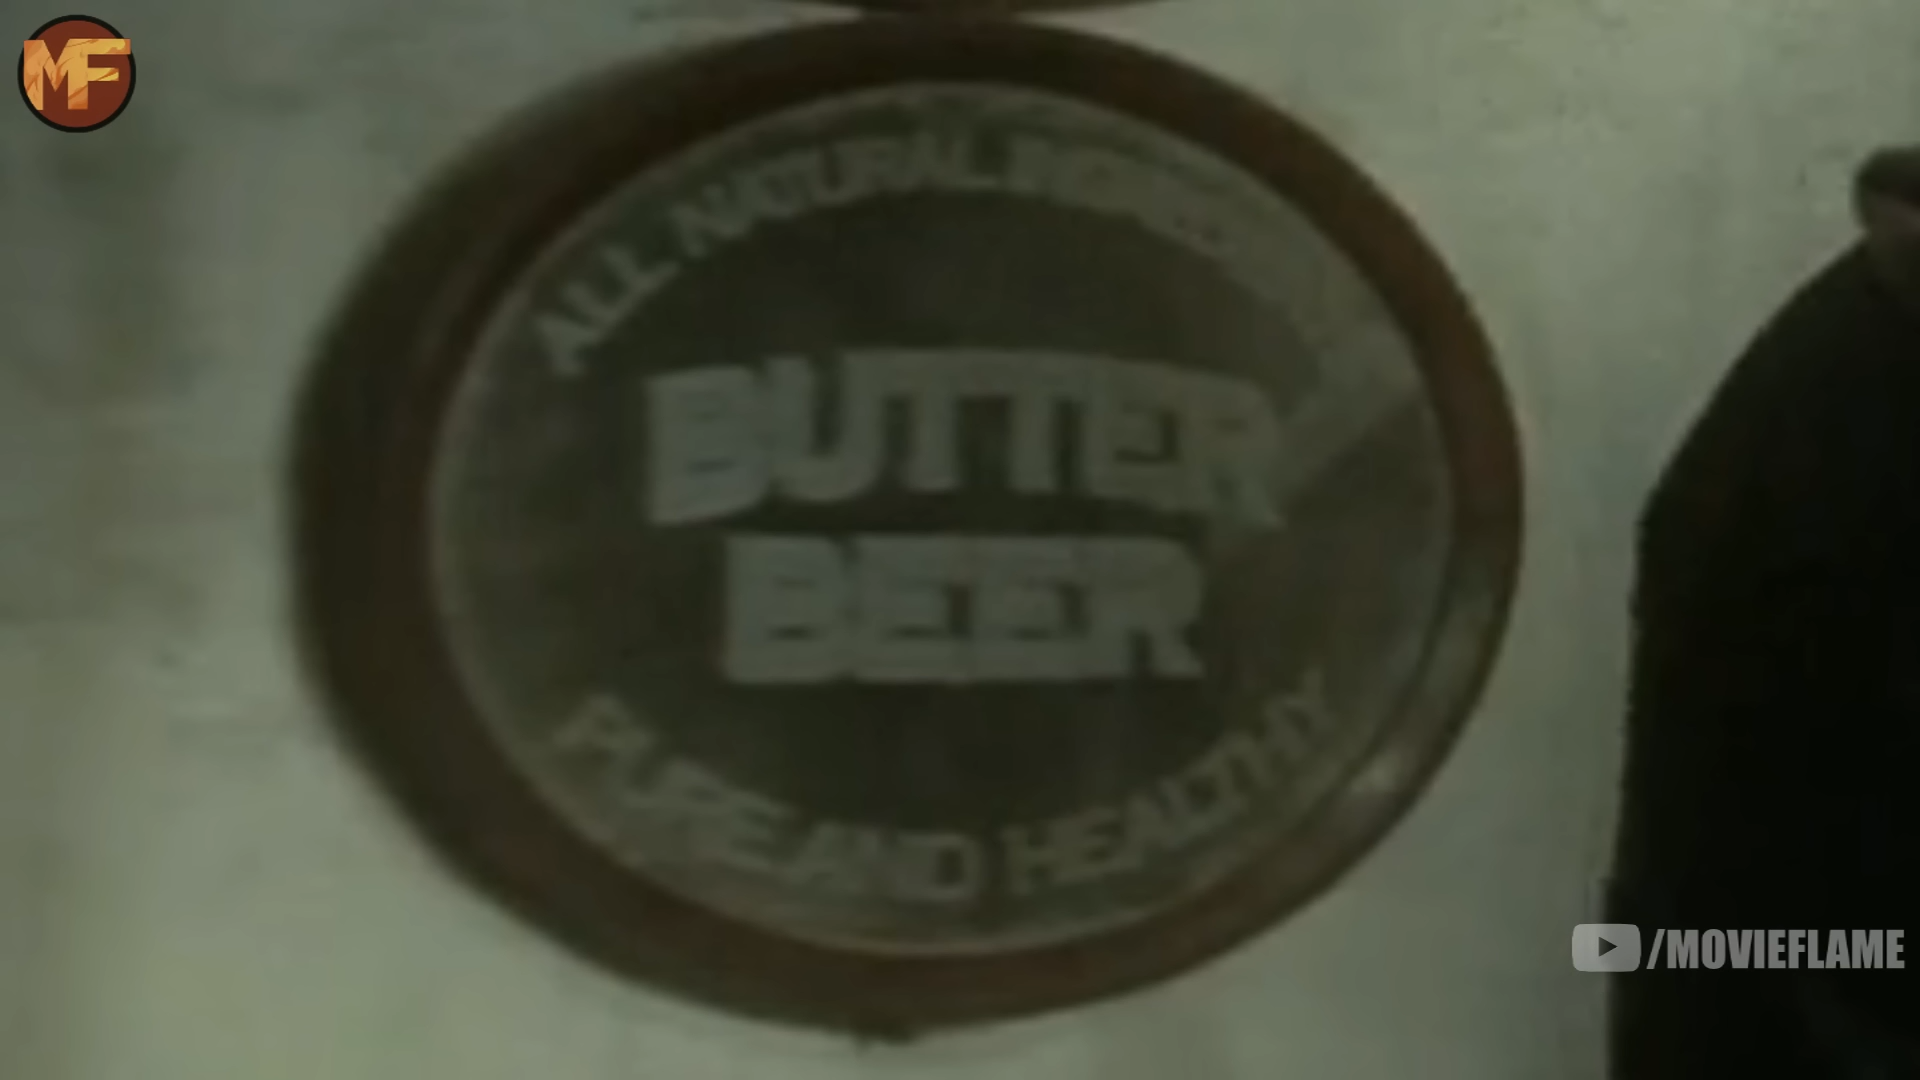 MF
ALL NATURAL
BUTTER
BEER
PURE AND HEALTHY
/MOVIEFLAME